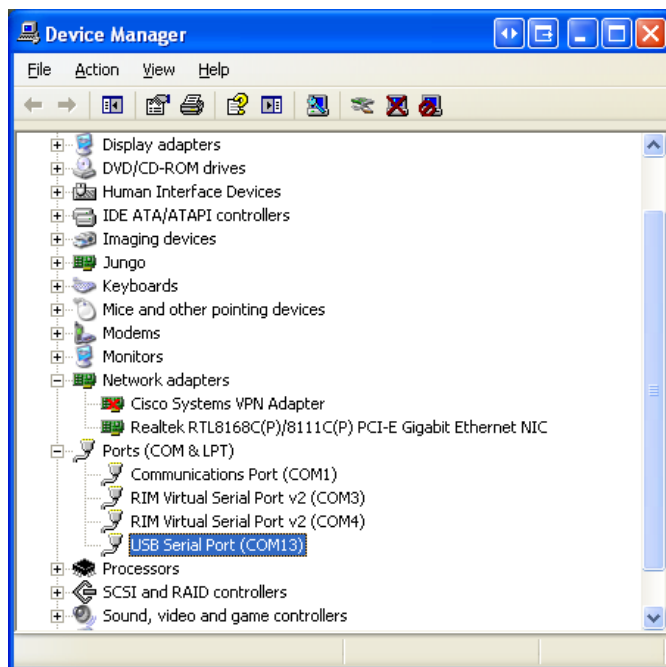 Device Manager
File Action View Help
Display adapters
DVD/CD-ROM drives
Human Interface Devices
IDE ATA/ATAPI controllers
Imaging devices
Jungo
Keyboards
Mice and other pointing devices
Modems
Monitors
Network adapters
Cisco Systems VPN Adapter
Realtek RTL8168C(P)/8111C(P) PCI-E Gigabit Ethernet NIC
Ports (COM & LPT)
Communications Port (COM1)
RIM Virtual Serial Port v2 (COM3)
RIM Virtual Serial Port v2 (COM4)
USB Serial Port (COM13)
Processors
SCSI and RAID controllers
Sound, video and game controllers